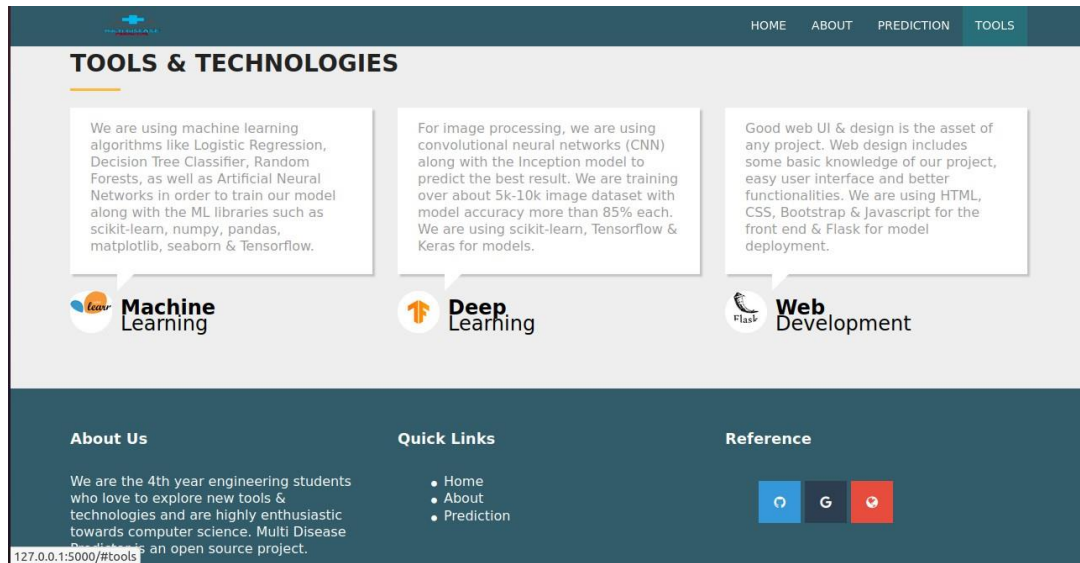 HOME ABOUT PREDICTION TOOLS
TOOLS & TECHNOLOGIES
We are using machine learning
algorithms like Logistic Regression,
Decision Tree Classifier, Random
Forests, as well as Artificial Neural
Networks in order to train our model
along with the ML libraries such as
scikit-learn, numpy, pandas,
matplotlib, seaborn & Tensorflow.
learn
Machine
Learning
For image processing, we are using
convolutional neural networks (CNN)
along with the Inception model to
predict the best result. We are training
over about 5k-10k image dataset with
model accuracy more than 85% each.
We are using scikit-learn, Tensorflow &
Keras for models.
Deep
Learning
Good web UI & design is the asset of
any project. Web design includes
some basic knowledge of our project,
easy user interface and better
functionalities. We are using HTML,
CSS, Bootstrap & Javascript for the
front end & Flask for model
deployment.
Flask
Web
Development
About Us
We are the 4th year engineering students
who love to explore new tools &
technologies and are highly enthusiastic
towards computer science. Multi Disease
is an open source project.
Quick Links
Home
About
Prediction
Reference
G
127.0.0.1:5000/#tools